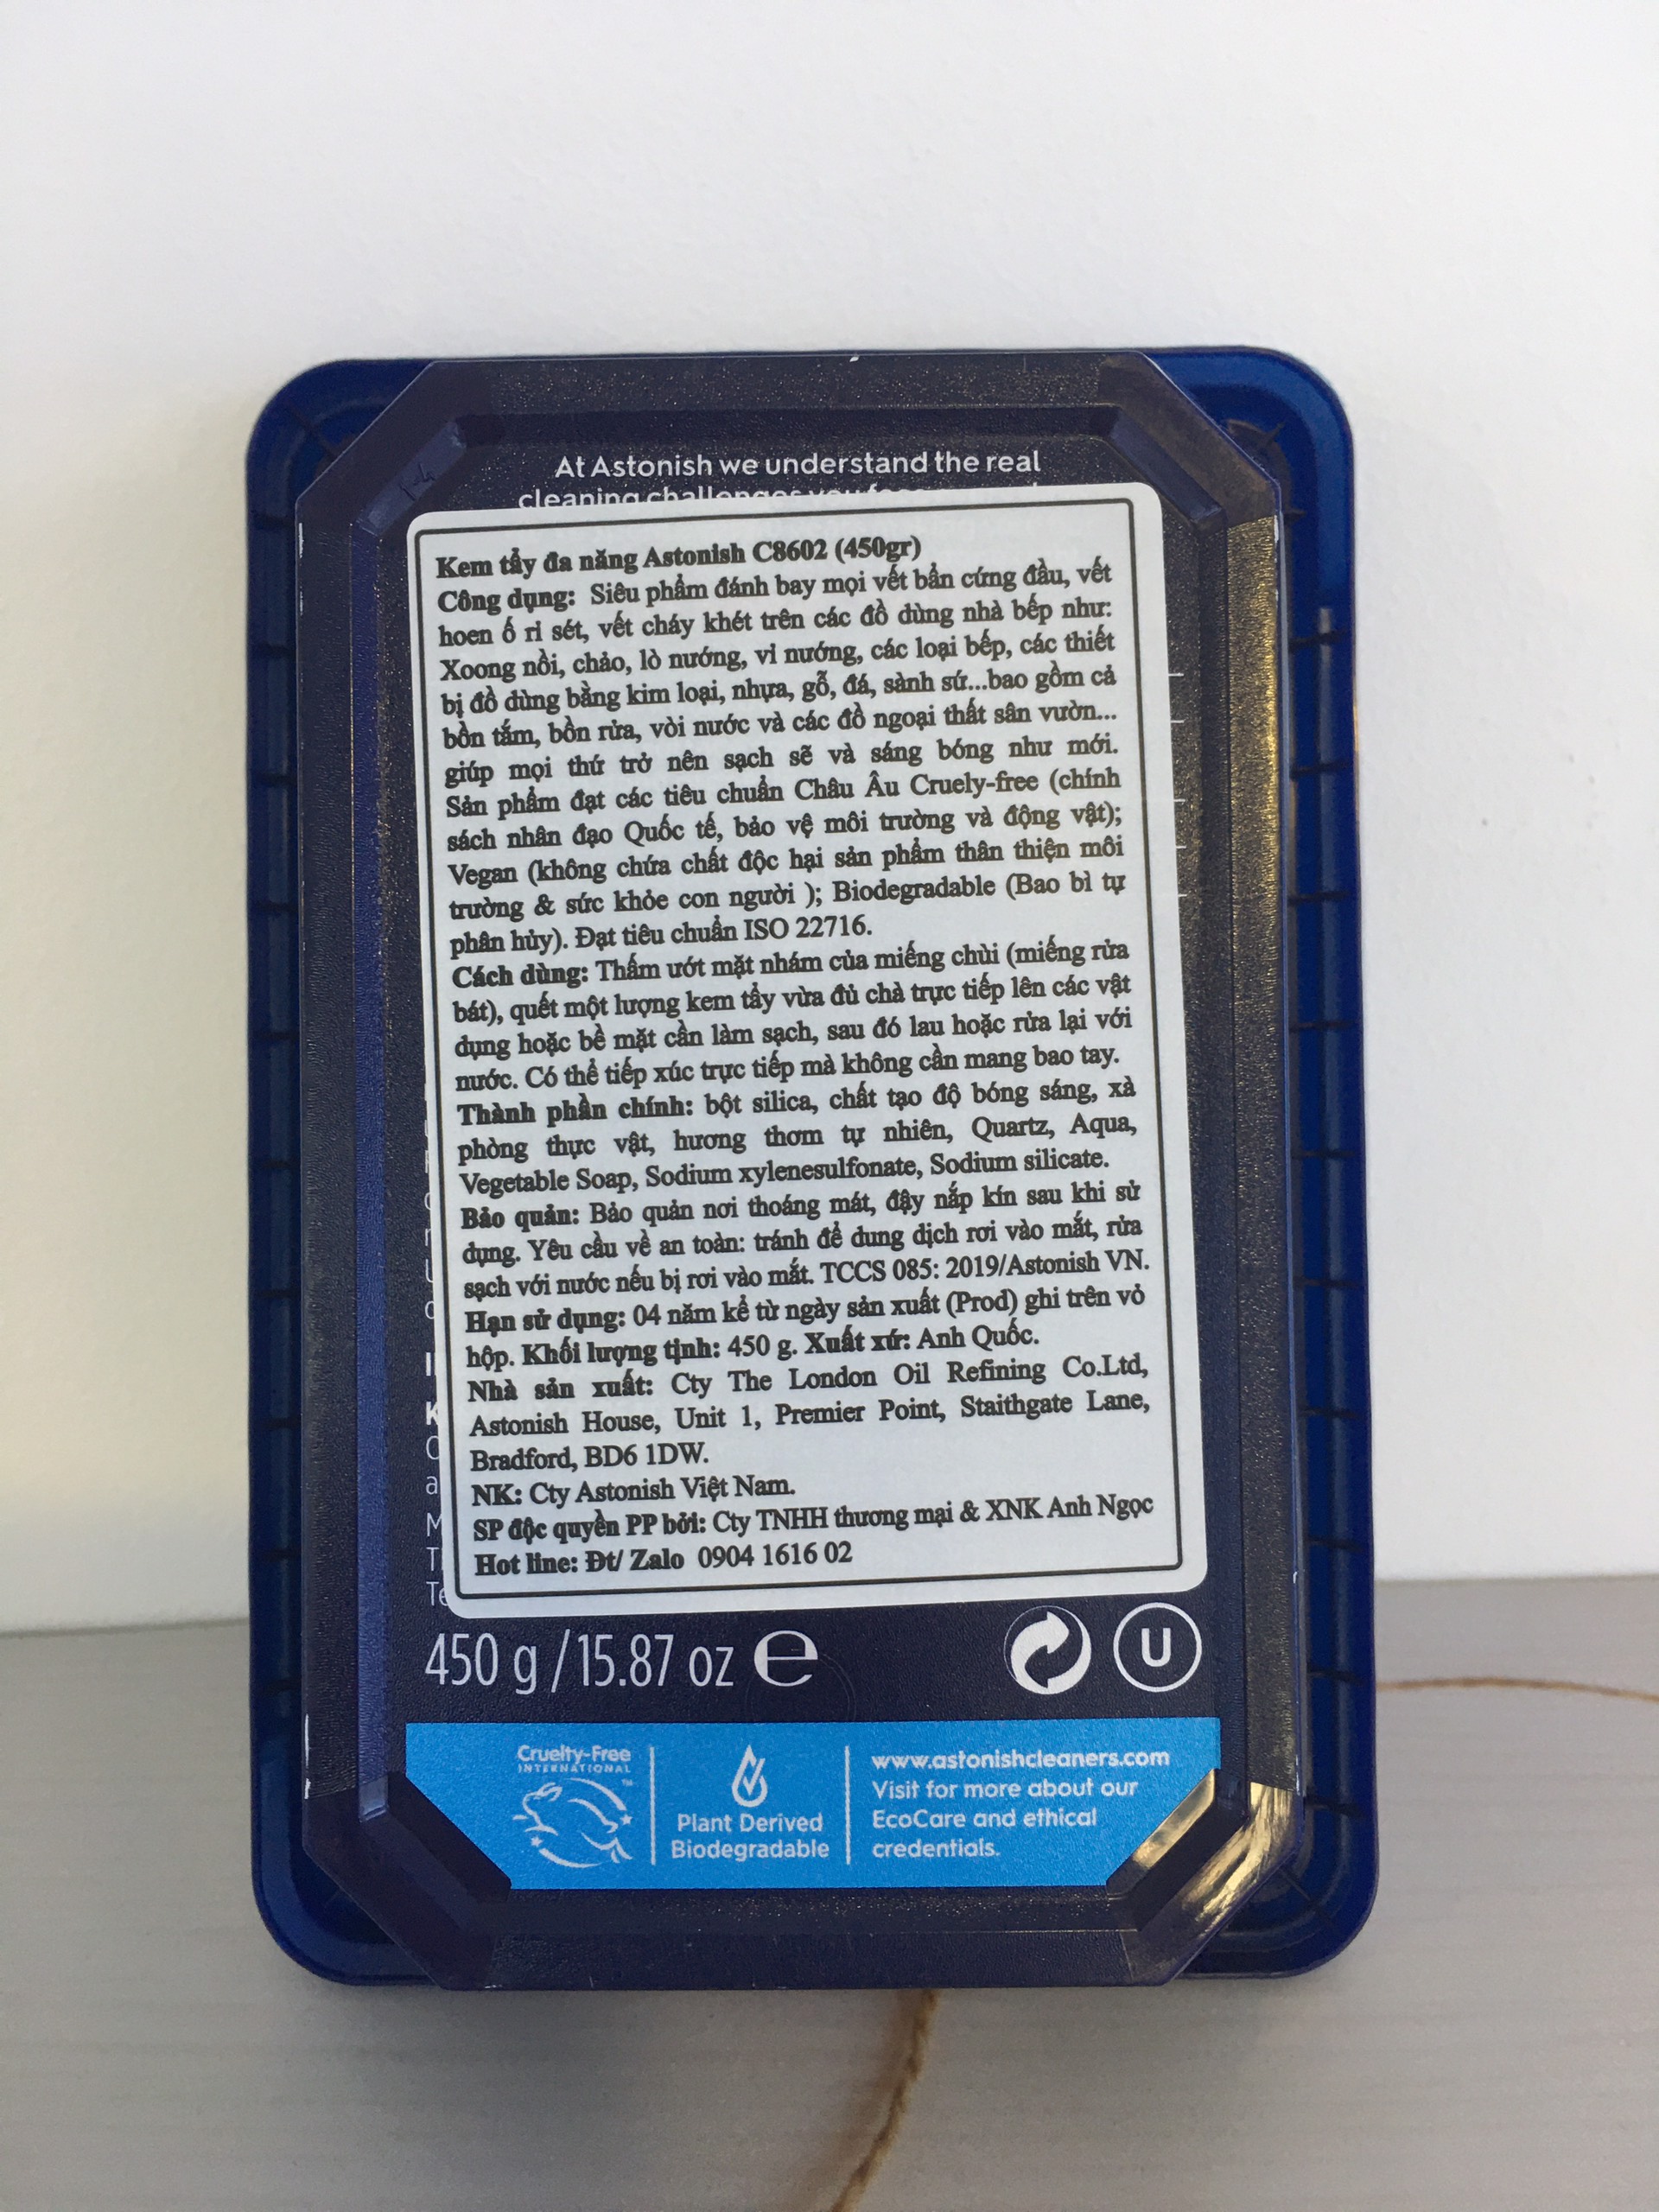 At Astonish we understand the real
cleaning challenges you face
Kem tẩy đa năng Astonish C8602 (450gr)
Công dụng: Siêu phẩm đánh bay mọi vết bẩn cứng đầu, vết
hoen ố rỉ sét, vết cháy khét trên các đồ dùng nhà bếp như:
Xoong nồi, chảo, lò nướng, vỉ nướng, các loại bếp, các thiết
bị đồ dùng bằng kim loại, nhựa, gỗ, đá, sành sứ...bao gồm cả
bồn tắm, bồn rửa, vòi nước và các đồ ngoại thất sân vườn...
giúp mọi thứ trở nên sạch sẽ và sáng bóng như mới.
Sản phẩm đạt các tiêu chuẩn Châu Âu Cruely-free (chính
sách nhân đạo Quốc tế, bảo vệ môi trường và động vật);
Vegan (không chứa chất độc hại sản phẩm thân thiện môi
trường & sức khỏe con người ); Biodegradable (Bao bì tự
phân hủy). Đạt tiêu chuẩn ISO 22716.
Cách dùng: Thấm ướt mặt nhám của miếng chùi (miếng rửa
bát), quết một lượng kem tẩy vừa đủ chà trực tiếp lên các vật
dụng hoặc bề mặt cần làm sạch, sau đó lau hoặc rửa lại với
nước. Có thể tiếp xúc trực tiếp mà không cần mang bao tay.
Thành phần chính: bột silica, chất tạo độ bóng sáng, xà
phòng thực vật, hương thơm tự nhiên, Quartz, Aqua,
Vegetable Soap, Sodium xylenesulfonate, Sodium silicate.
Bảo quản: Bảo quản nơi thoáng mát, đậy nắp kín sau khi sử
dụng. Yêu cầu về an toàn: tránh để dung dịch rơi vào mắt, rửa
sạch với nước nếu bị rơi vào mắt. TCCS 085: 2019/Astonish VN.
Hạn sử dụng: 04 năm kể từ ngày sản xuất (Prod) ghi trên vỏ
hộp. Khối lượng tịnh: 450 g. Xuất xứ: Anh Quốc.
Nhà sản xuất: Cty The London Oil Refining Co.Ltd,
Astonish House, Unit 1, Premier Point, Staithgate Lane,
Bradford, BD6 1DW.
NK: Cty Astonish Việt Nam.
SP độc quyền PP bởi: Cty TNHH thương mại & XNK Anh Ngọc
Hot line: Đt/ Zalo 0904 1616 02
450 g / 15.87 oz e
U
Cruelty-Free
INTERNATIONAL
TM
Plant Derived
Biodegradable
www.astonishcleaners.com
Visit for more about our
EcoCare and ethical
credentials.